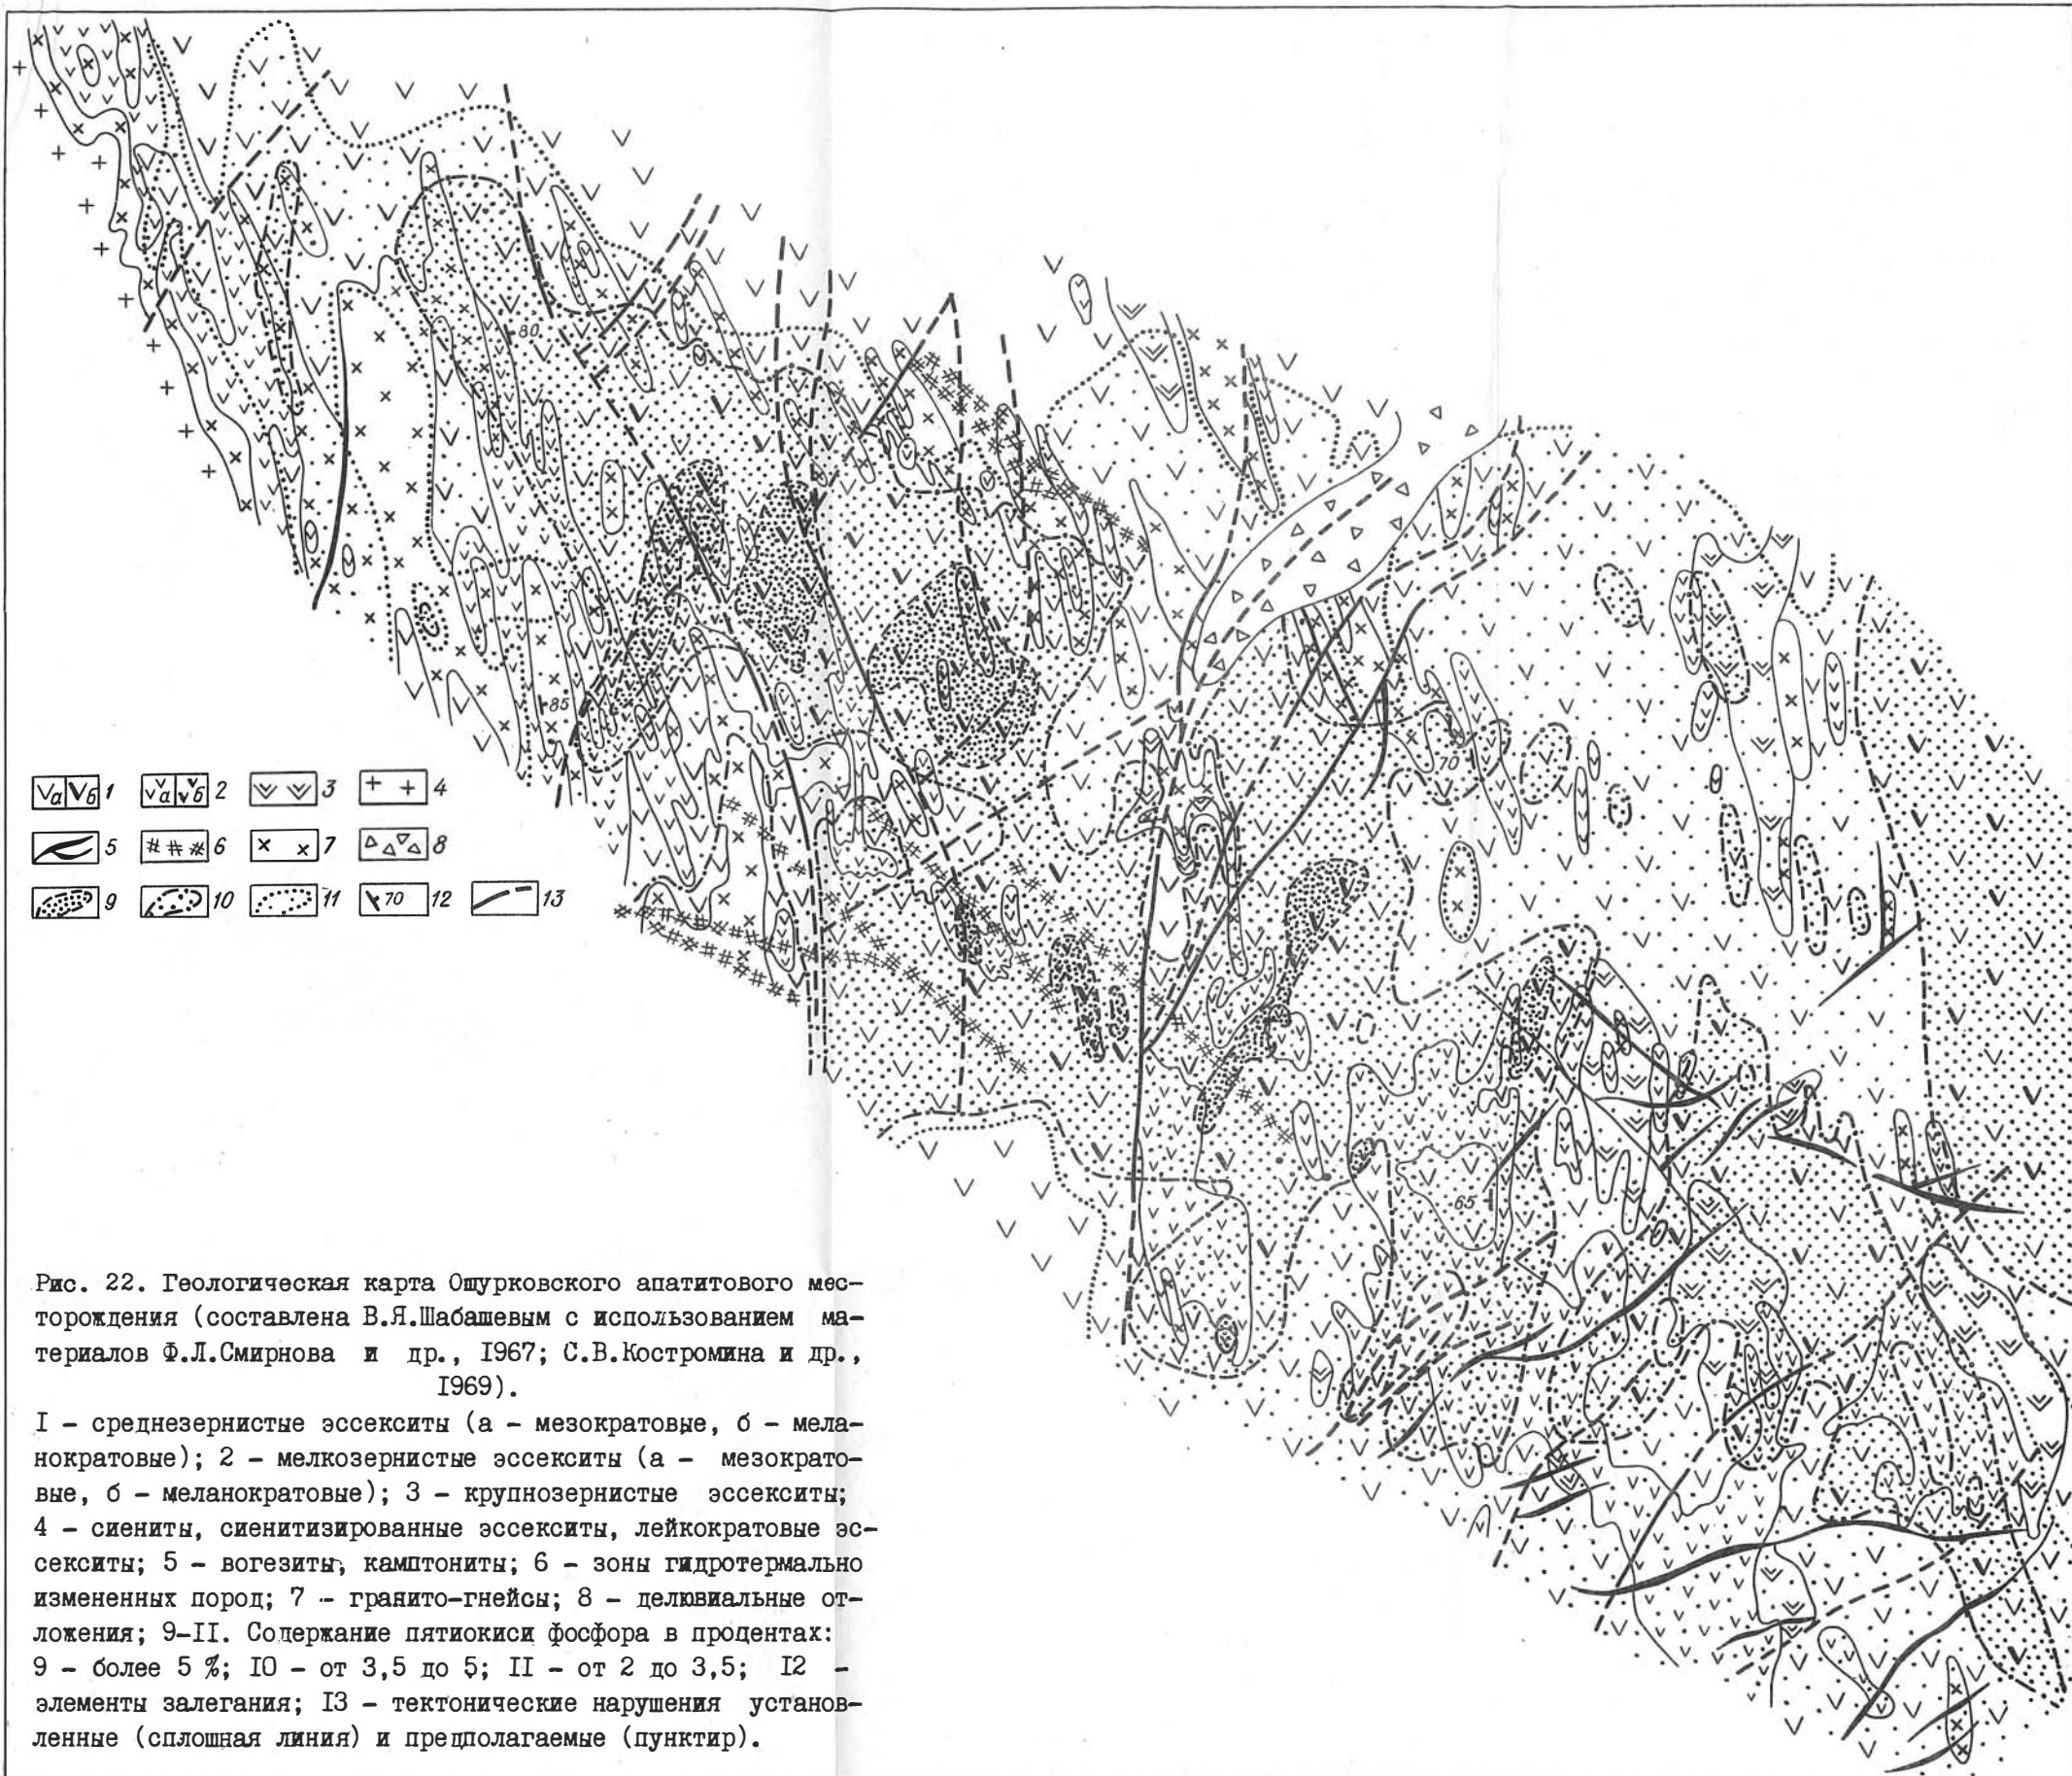 80
85
70
65
Vа Vб 1
vа vб 2
3
+ + 4
5
# # # 6
× × 7
8
9
10
11
70 12
13
Рис. 22. Геологическая карта Ошурковского апатитового мес-
торождения (составлена В.Я.Шабашевым с использованием ма-
териалов Ф.Л.Смирнова и др., 1967; С.В.Костромина и др.,
1969).
I - среднезернистые эссекситы (а - мезократовые, б - мела-
нократовые); 2 - мелкозернистые эссекситы (а - мезократо-
вые, б - меланократовые); 3 - крупнозернистые эссекситы;
4 - сиениты, сиенитизированные эссекситы, лейкократовые эс-
секситы; 5 - вогезиты, камптониты; 6 - зоны гидротермально
измененных пород; 7 - гранито-гнейсы; 8 - делювиальные от-
ложения; 9-II. Содержание пятиокиси фосфора в процентах:
9 - более 5 %; IO - от 3,5 до 5; II - от 2 до 3,5; I2 -
элементы залегания; I3 - тектонические нарушения установ-
ленные (сплошная линия) и предполагаемые (пунктир).